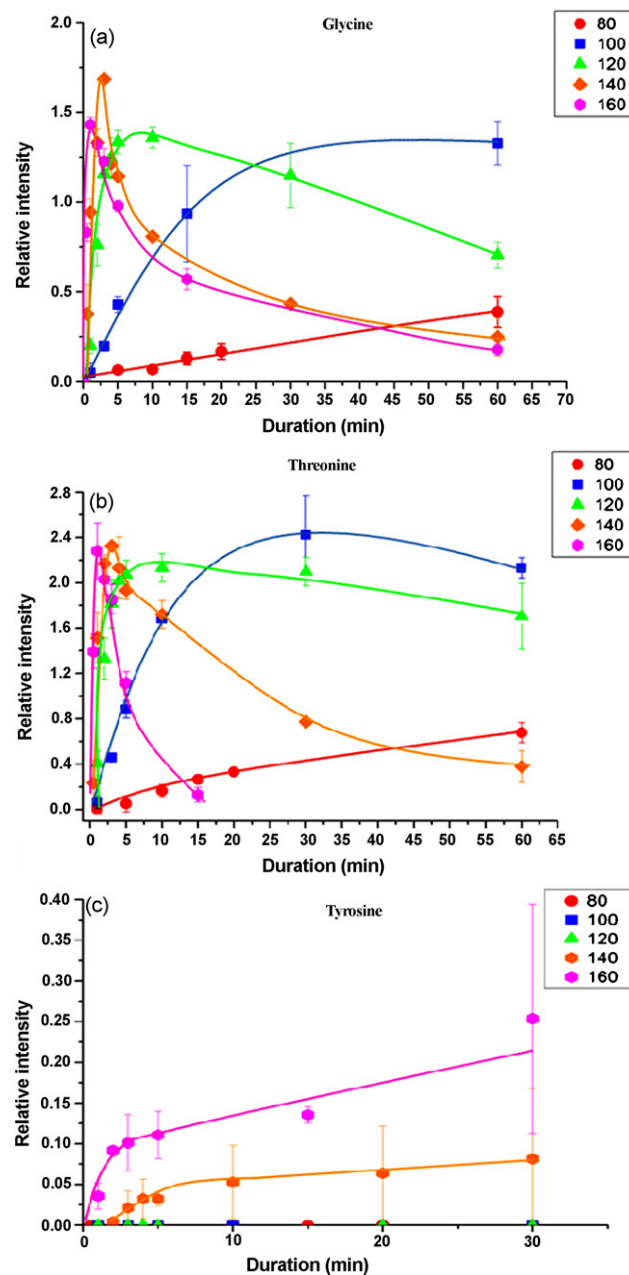 (a)
Glycine
80
100
120
140
160
Relative intensity
2.0
1.5
1.0
0.5
0.0
0 5 10 15 20 25 30 35 40 45 50 55 60 65 70
Duration (min)
(b)
Threonine
80
100
120
140
160
Relative intensity
2.8
2.4
2.0
1.6
1.2
0.8
0.4
0.0
0 5 10 15 20 25 30 35 40 45 50 55 60 65
Duration (min)
(c)
Tyrosine
80
100
120
140
160
Relative intensity
0.40
0.35
0.30
0.25
0.20
0.15
0.10
0.05
0.00
0 10 20 30
Duration (min)